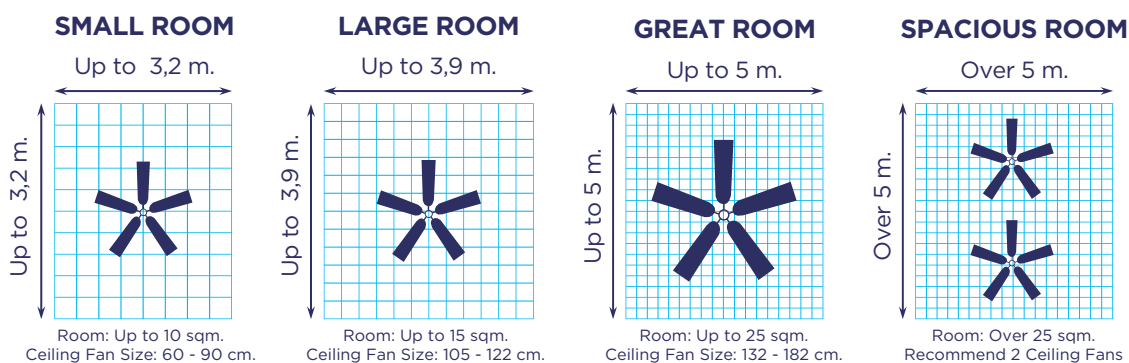 SMALL ROOM
Up to 3,2 m.
Up to 3,2 m.
Room: Up to 10 sqm.
Ceiling Fan Size: 60 - 90 cm.
LARGE ROOM
Up to 3,9 m.
Up to 3,9 m.
Room: Up to 15 sqm.
Ceiling Fan Size: 105 - 122 cm.
GREAT ROOM
Up to 5 m.
Up to 5 m.
Room: Up to 25 sqm.
Ceiling Fan Size: 132 - 182 cm.
SPACIOUS ROOM
Over 5 m.
Over 5 m.
Room: Over 25 sqm.
Recommend 2 Ceiling Fans